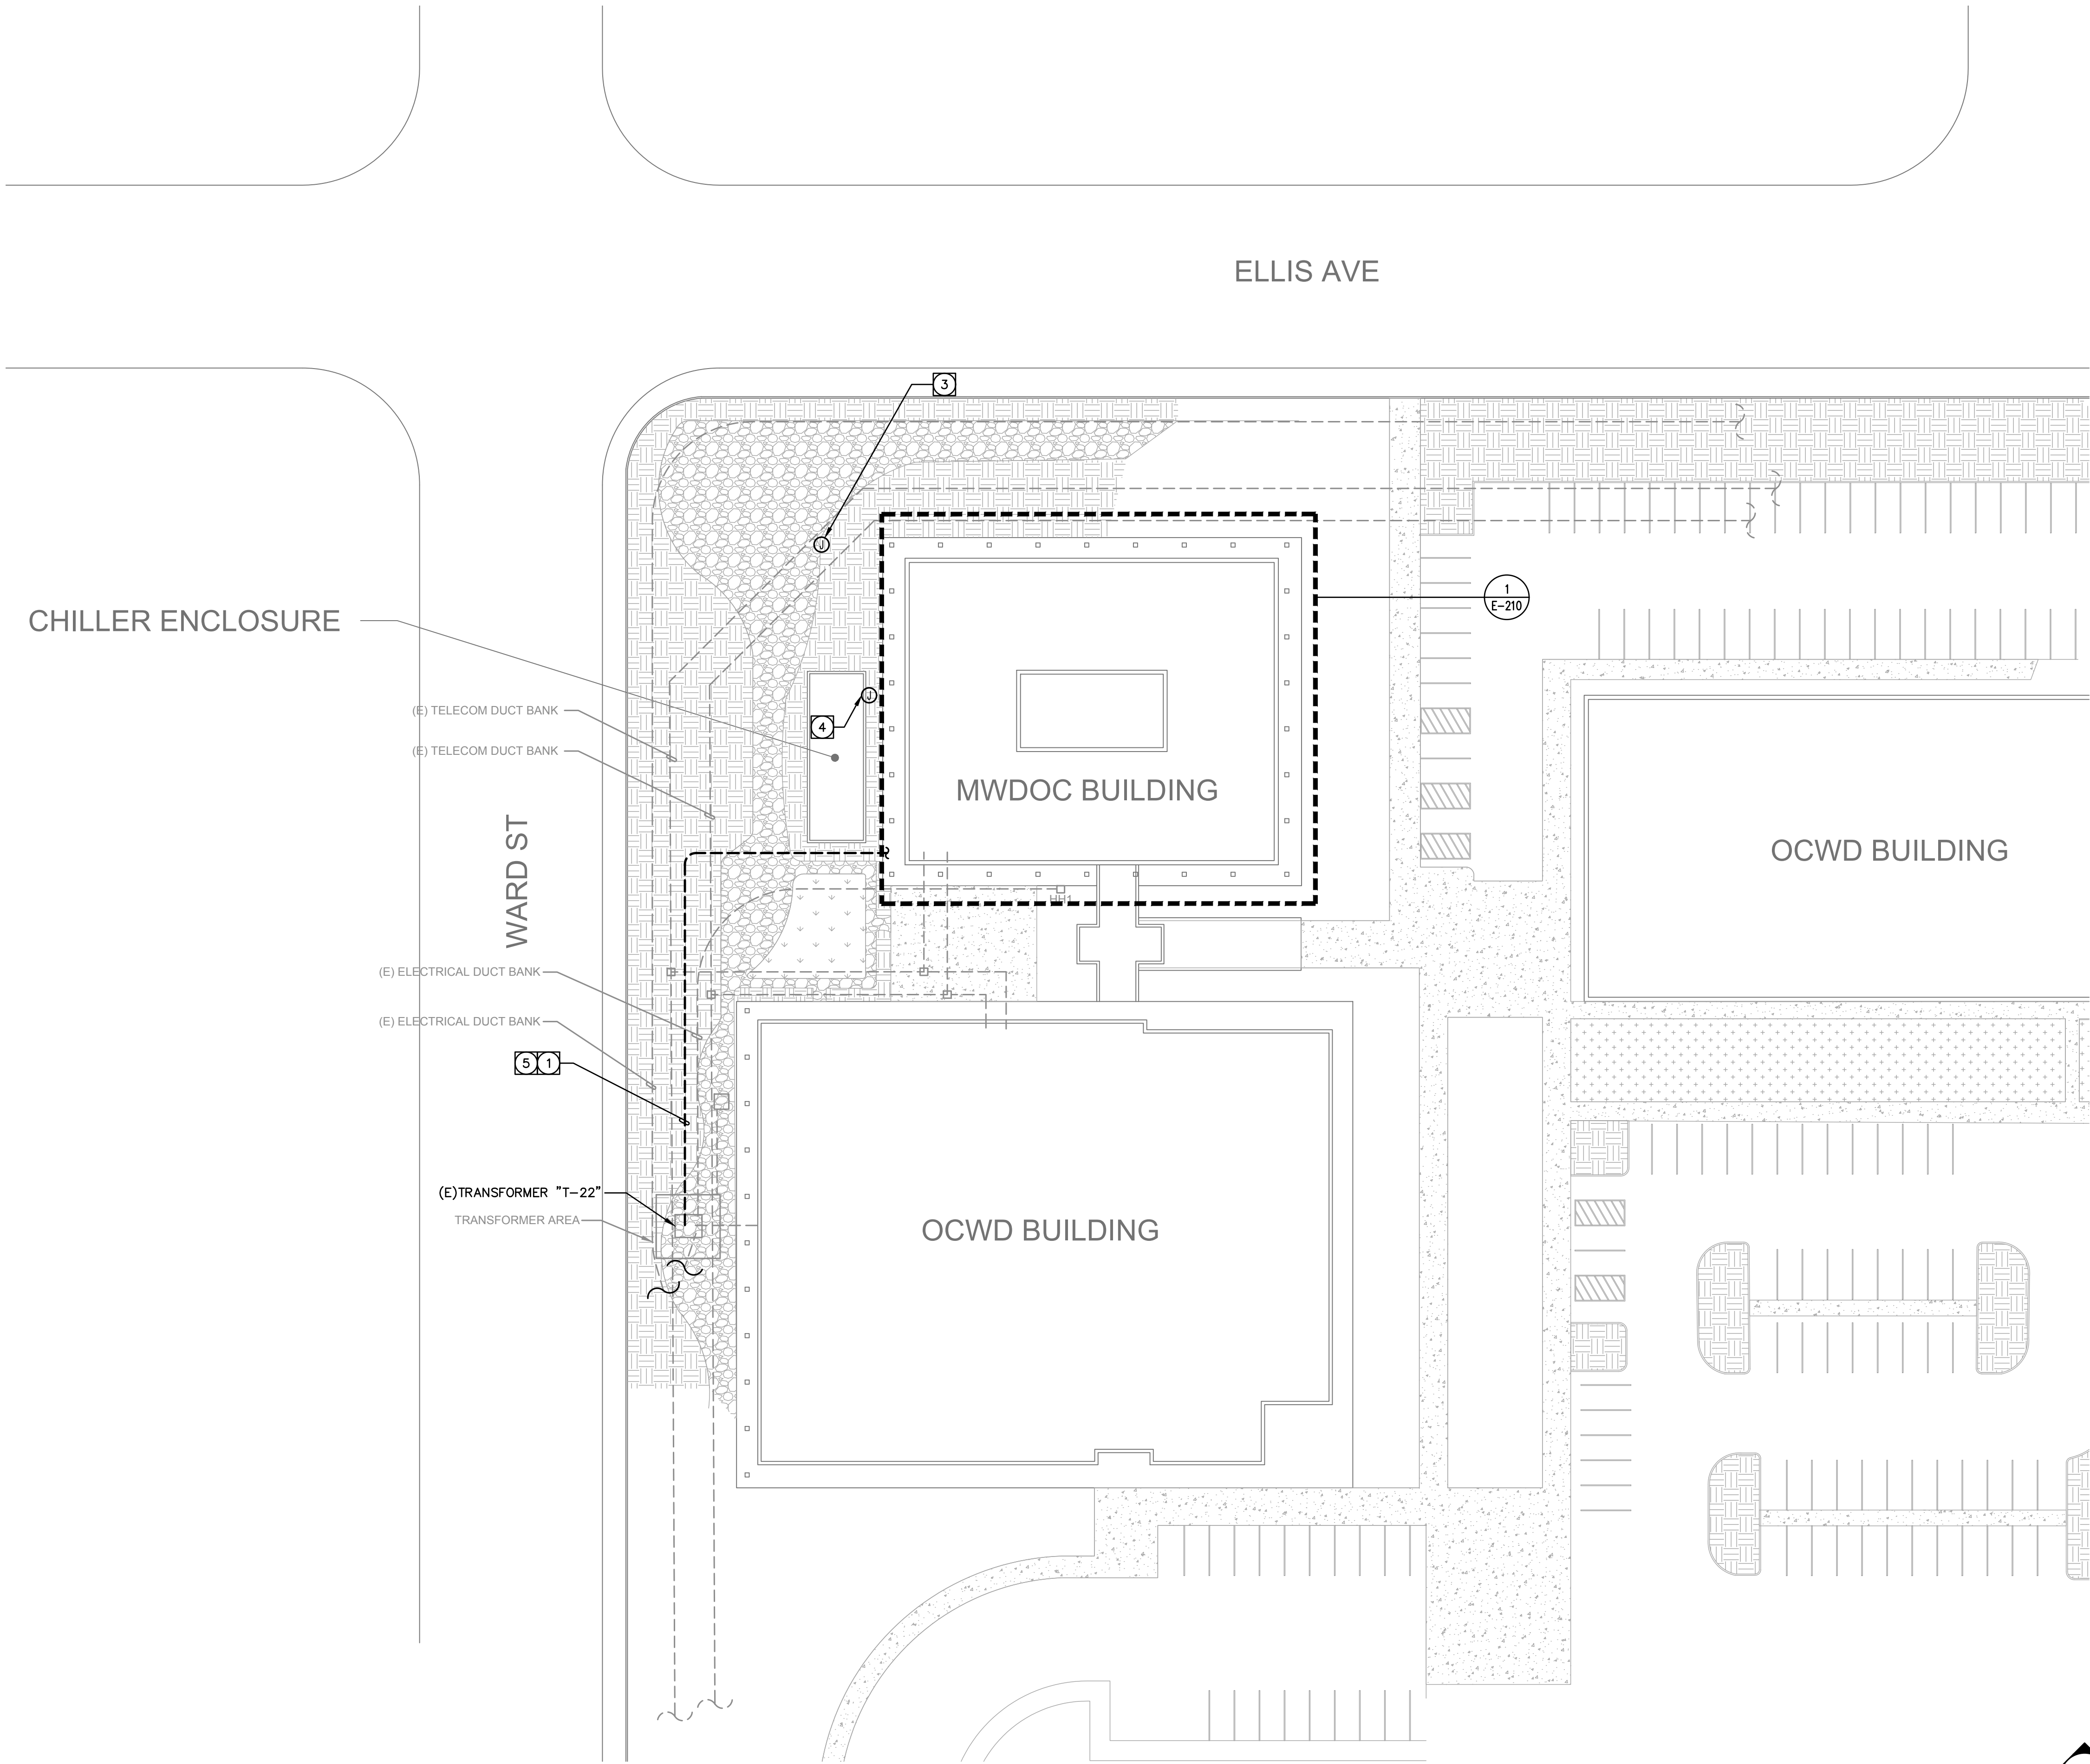 ELLIS AVE
3
J
1
E-210
CHILLER ENCLOSURE
J
4
(E) TELECOM DUCT BANK
(E) TELECOM DUCT BANK
MWDOC BUILDING
WARD ST
OCWD BUILDING
HH1
(E) ELECTRICAL DUCT BANK
(E) ELECTRICAL DUCT BANK
5 1
(E)TRANSFORMER "T-22"
TRANSFORMER AREA
OCWD BUILDING